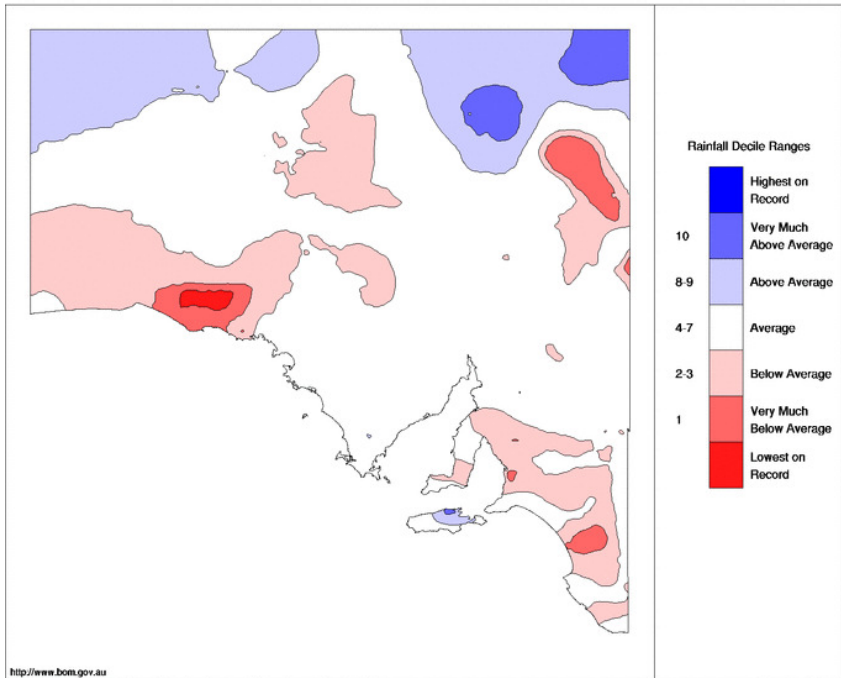 Rainfall Decile Ranges
Highest on
Record
10
Very Much
Above Average
8-9
Above Average
4-7
Average
2-3
Below Average
1
Very Much
Below Average
Lowest on
Record
http://www.bom.gov.au